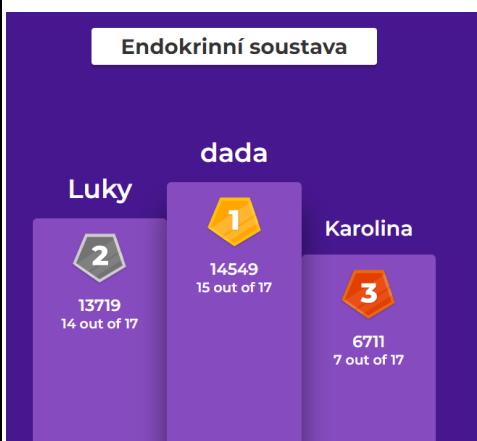 Endokrinní soustava
dada
Luky
Karolina
1
2
3
14549
15 out of 17
13719
14 out of 17
6711
7 out of 17